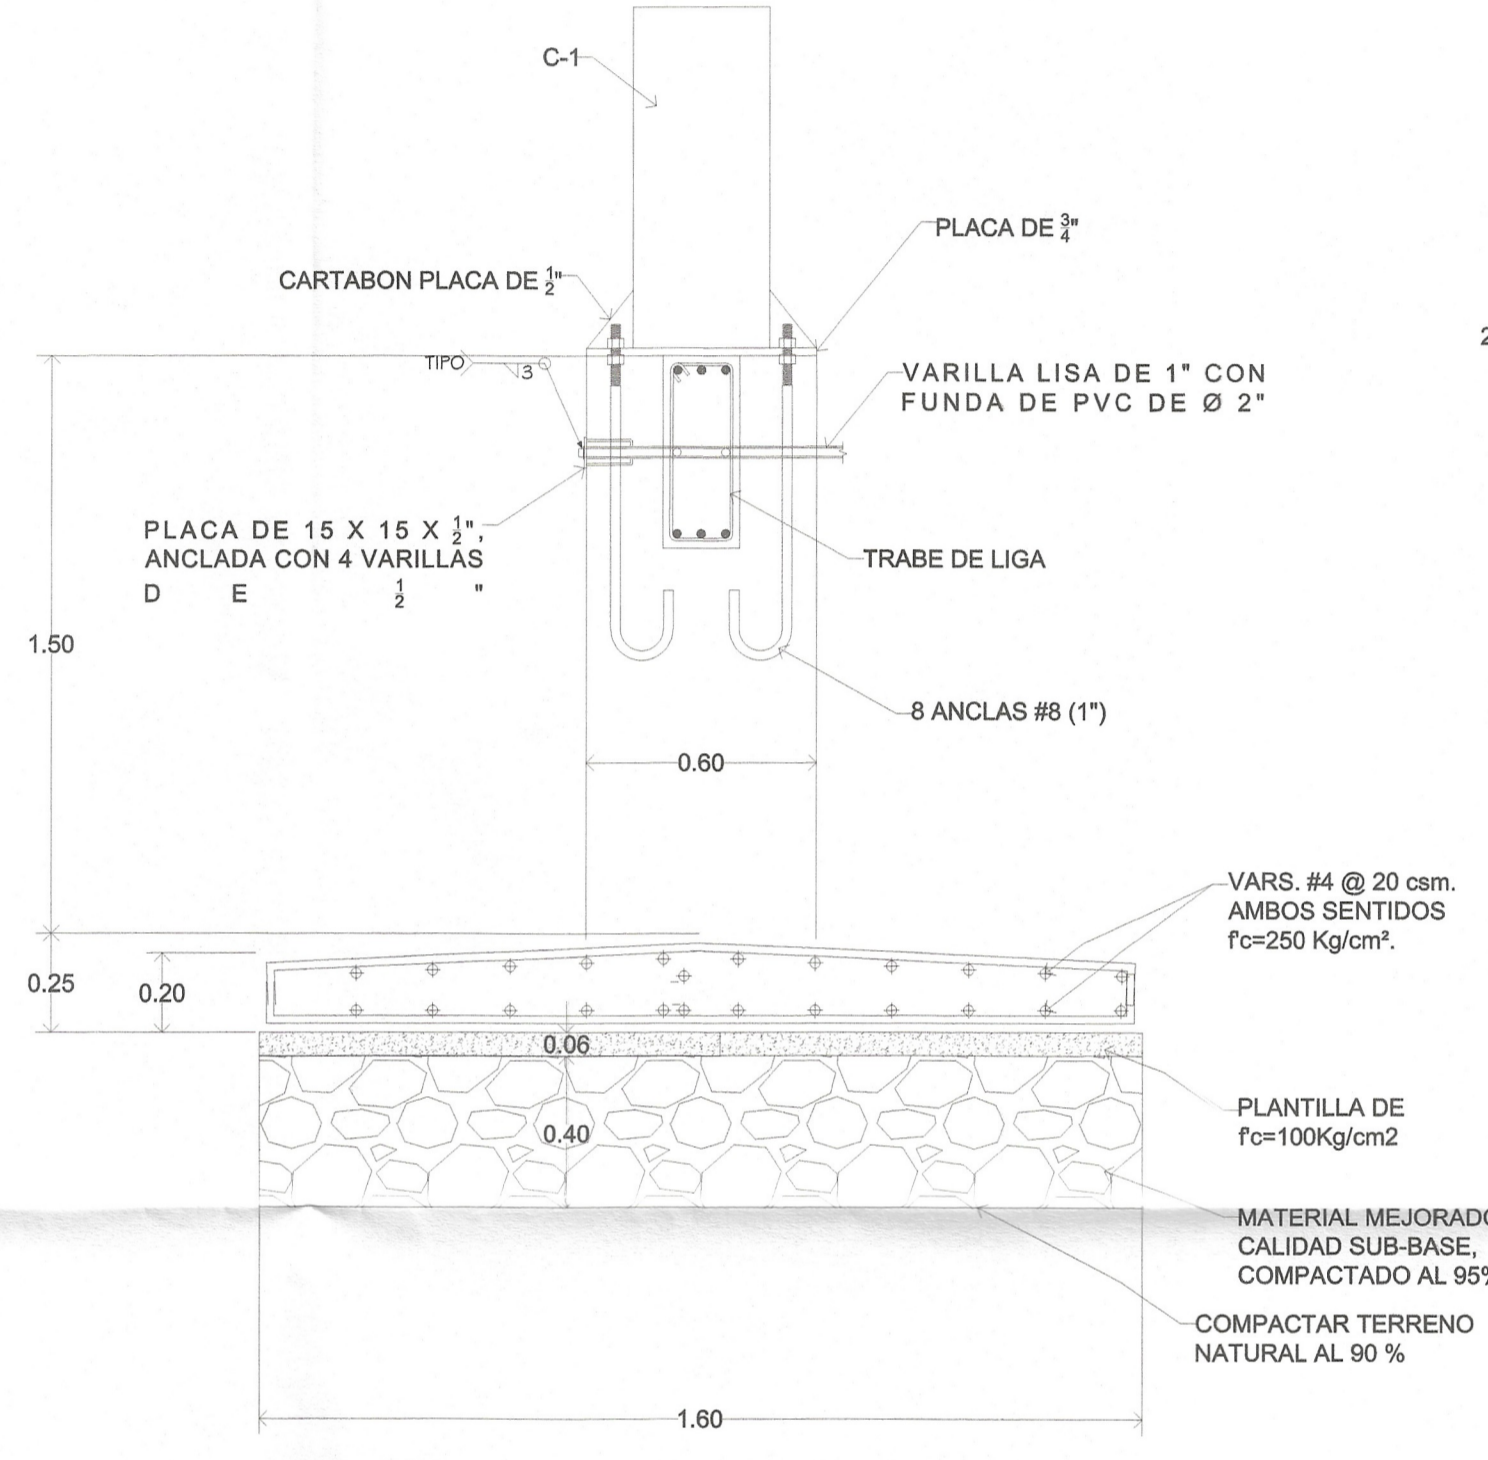 C-1
PLACA DE 3/4"
CARTABON PLACA DE 1/2"
2
TIPO
3
VARILLA LISA DE 1" CON
FUNDA DE PVC DE Ø 2"
PLACA DE 15 X 15 X 1/2",
ANCLADA CON 4 VARILLAS
D E 1/2 "
TRABE DE LIGA
1.50
8 ANCLAS #8 (1")
0.60
VARS. #4 @ 20 csm.
AMBOS SENTIDOS
f'c=250 Kg/cm².
0.25
0.20
0.06
PLANTILLA DE
f'c=100Kg/cm2
0.40
MATERIAL MEJORADO
CALIDAD SUB-BASE,
COMPACTADO AL 95%
COMPACTAR TERRENO
NATURAL AL 90 %
1.60